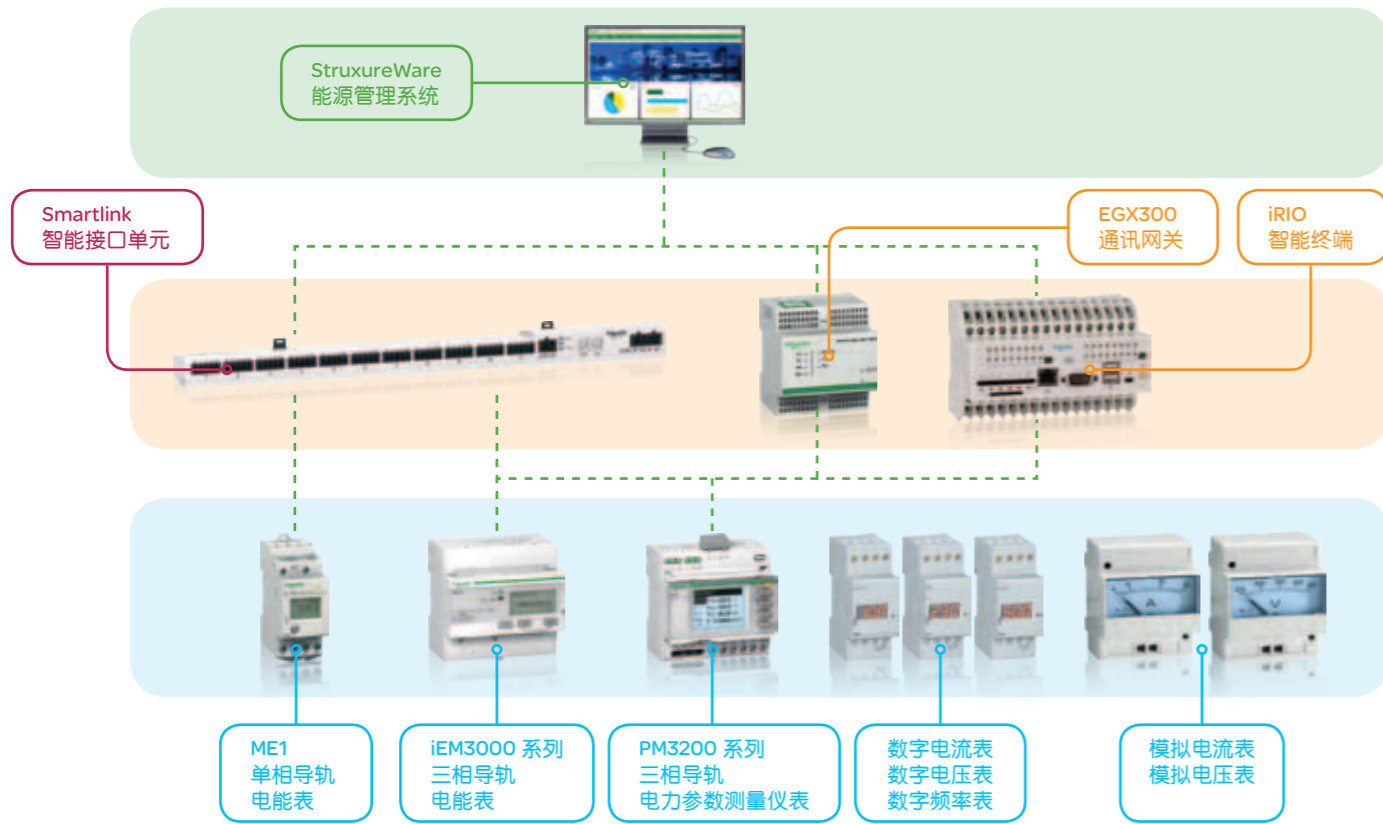 StruxureWare
能源管理系统
Smartlink
智能接口单元
EGX300
通讯网关
iRIO
智能终端
A
V
ME1
单相导轨
电能表
iEM3000 系列
三相导轨
电能表
PM3200 系列
三相导轨
电力参数测量仪表
数字电流表
数字电压表
数字频率表
模拟电流表
模拟电压表